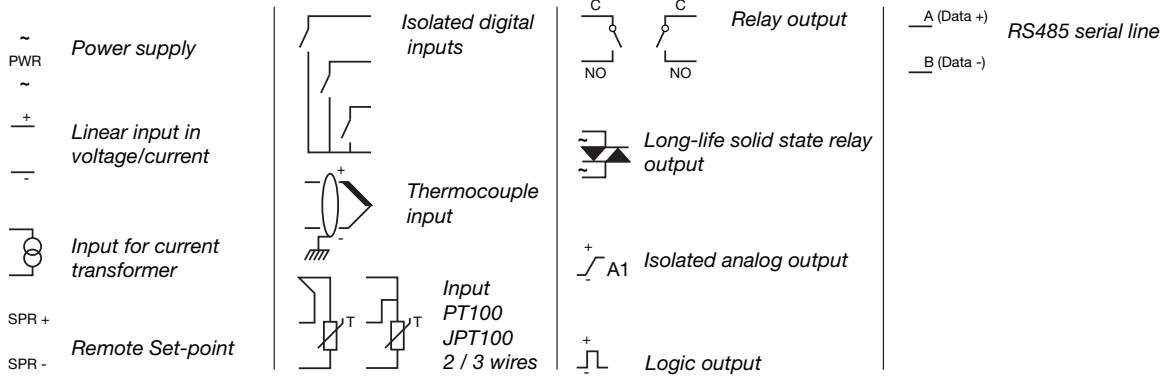 ~
PWR
~
Power supply
+
-
Linear input in
voltage/current
Input for current
transformer
SPR +
SPR -
Remote Set-point
Isolated digital
inputs
+
-
Thermocouple
input
T
T
Input
PT100
JPT100
2 / 3 wires
C
C
NO
NO
Relay output
~
~
Long-life solid state relay
output
+
-
A1
Isolated analog output
+
-
Logic output
A (Data +)
B (Data -)
RS485 serial line